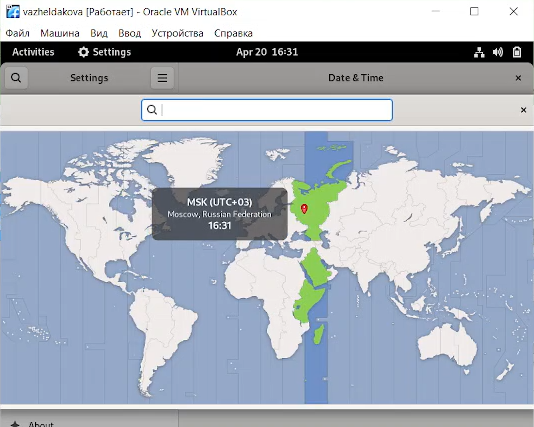 vazheldakova [Работает] - Oracle VM VirtualBox
Файл Машина Вид Ввод Устройства Справка
Activities Settings Apr 20 16:31
Settings Date & Time
MSK (UTC+03)
Moscow, Russian Federation
16:31
About